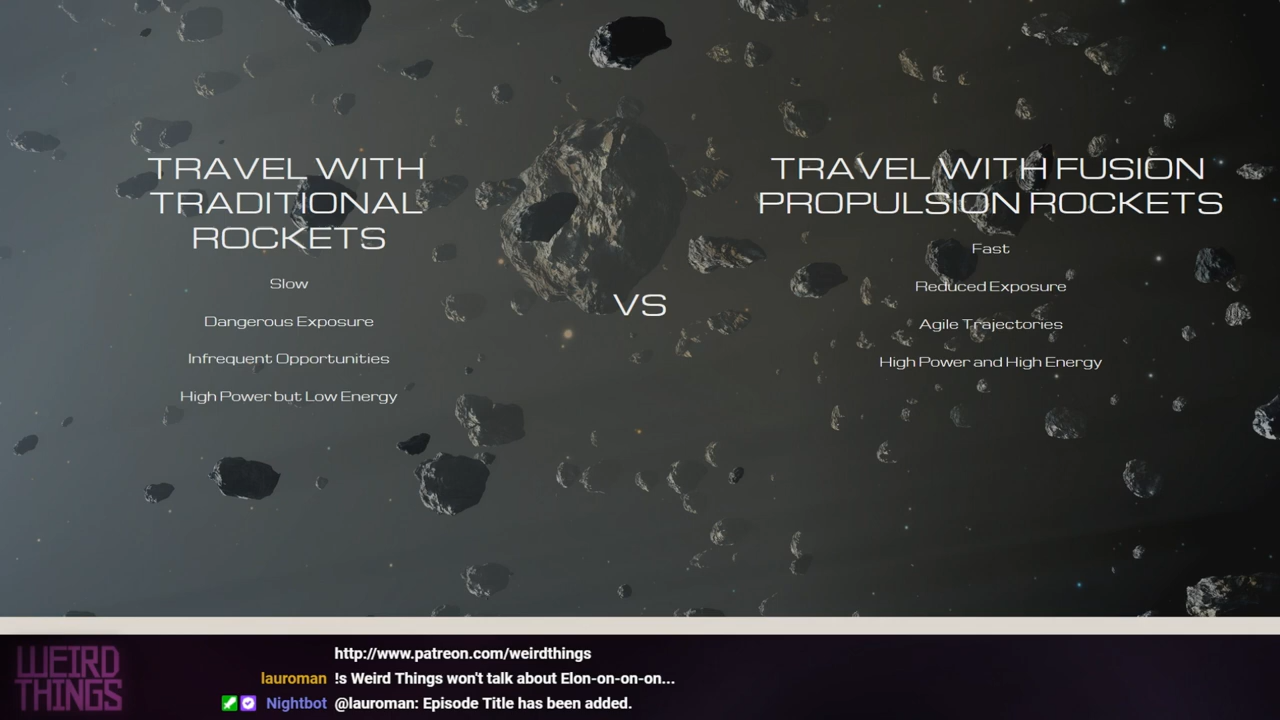 TRAVEL WITH
TRADITIONAL
ROCKETS
Slow
Dangerous Exposure
Infrequent Opportunities
High Power but Low Energy
VS
TRAVEL WITH FUSION
PROPULSION ROCKETS
Fast
Reduced Exposure
Agile Trajectories
High Power and High Energy
WEIRD
THINGS
http://www.patreon.com/weirdthings
lauroman !s Weird Things won't talk about Elon-on-on-on...
Nightbot @lauroman: Episode Title has been added.